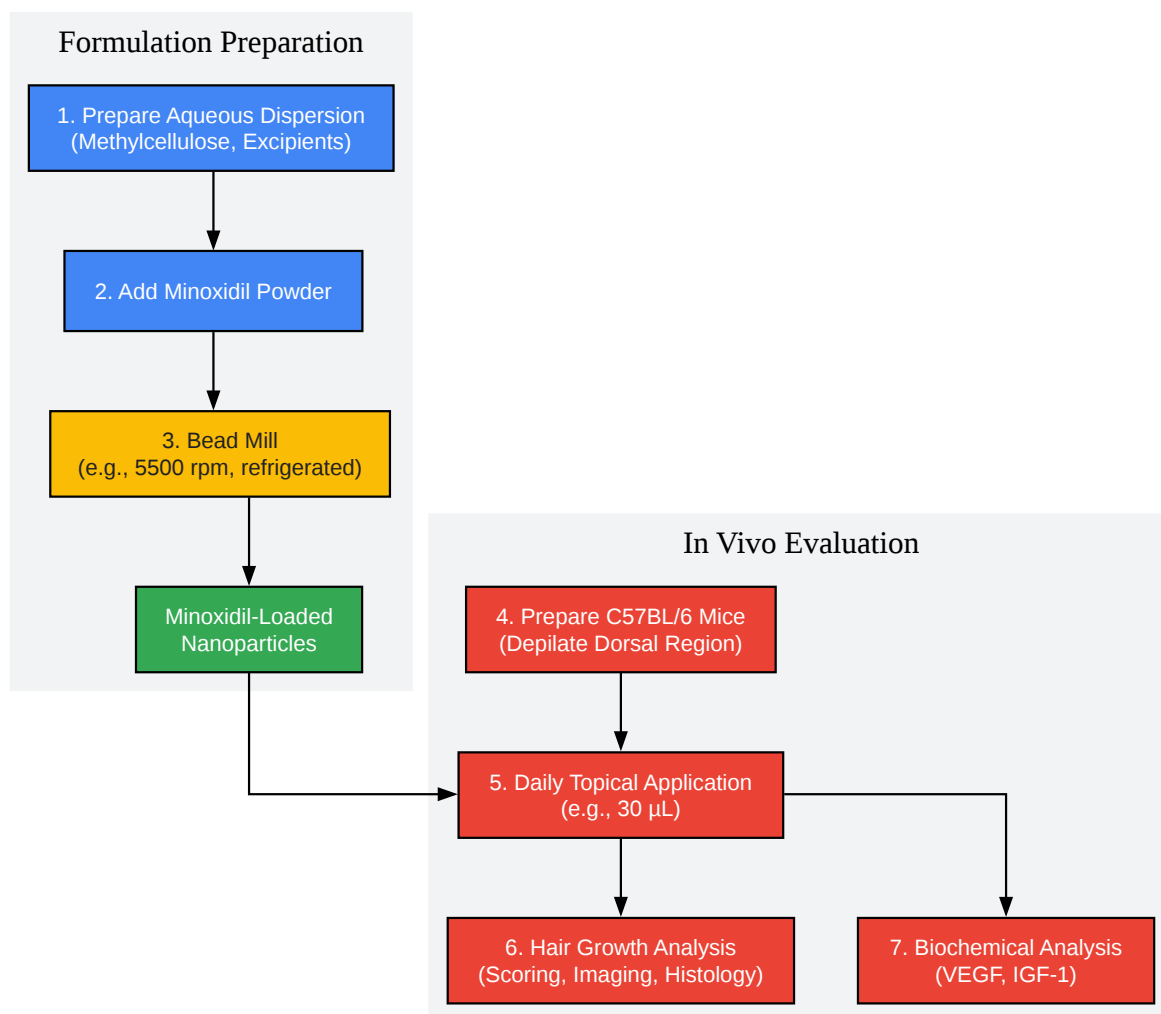 Formulation Preparation
1. Prepare Aqueous Dispersion
(Methylcellulose, Excipients)
2. Add Minoxidil Powder
3. Bead Mill
(e.g., 5500 rpm, refrigerated)
Minoxidil-Loaded
Nanoparticles
In Vivo Evaluation
4. Prepare C57BL/6 Mice
(Depilate Dorsal Region)
5. Daily Topical Application
(e.g., 30 µL)
6. Hair Growth Analysis
(Scoring, Imaging, Histology)
7. Biochemical Analysis
(VEGF, IGF-1)